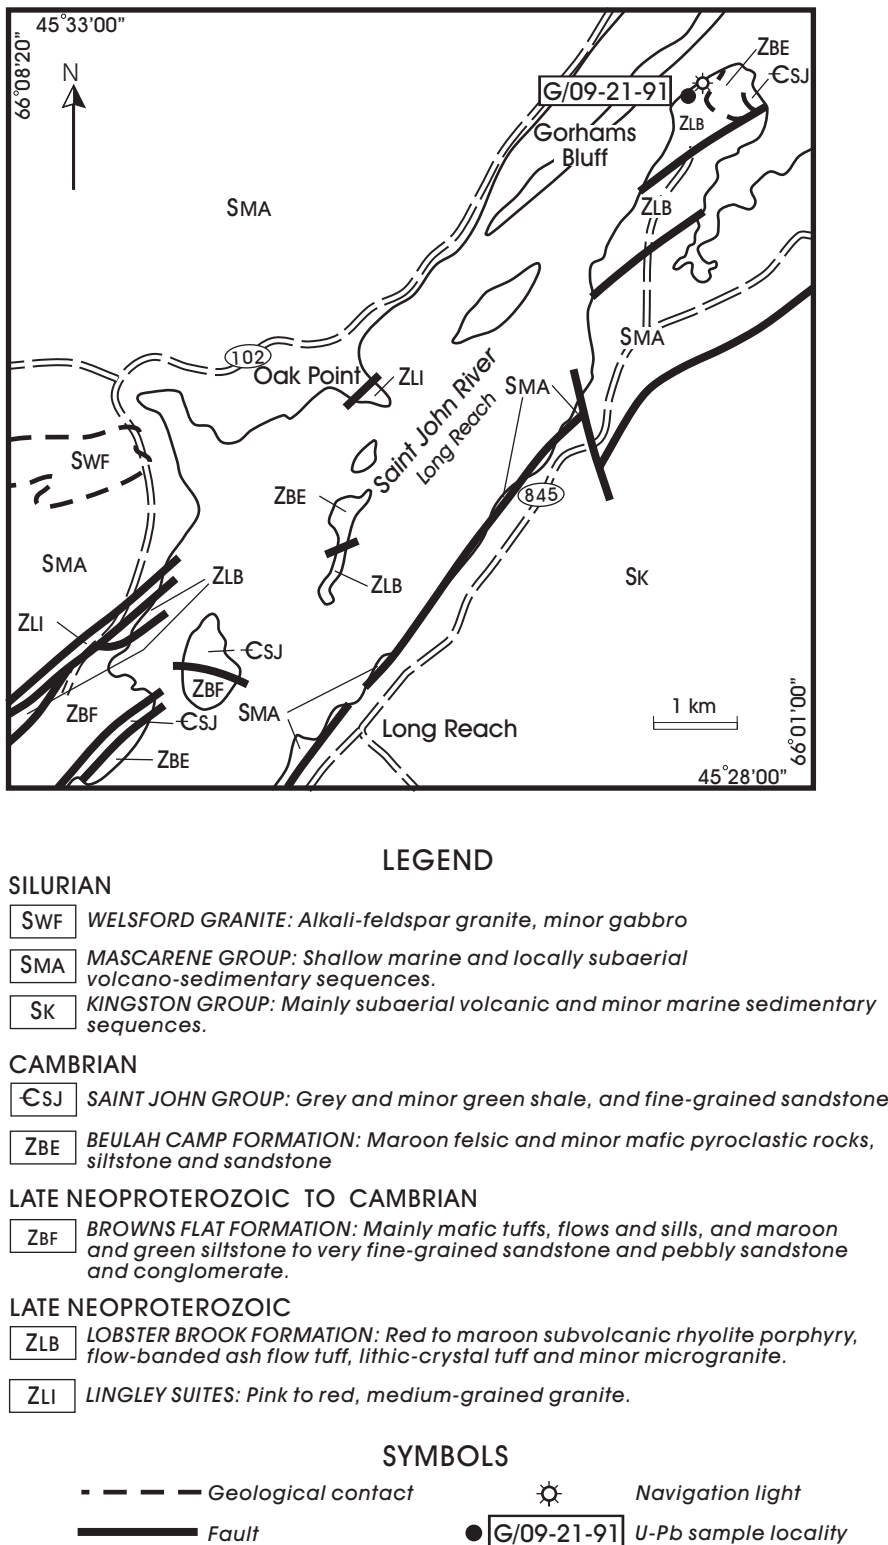 45°33'00"
66°08'20"
N
ZBE
ЄSJ
G/09-21-91
ZLB
Gorhams
Bluff
SMA
ZLB
SMA
102
Oak Point
ZLI
SMA
Saint John River
Long Reach
SWF
ZBE
845
SMA
ZLB
ZLB
SK
ZLI
ЄSJ
ZBF
ZBF
SMA
ЄSJ
Long Reach
1 km
66°01'00"
ZBE
45°28'00"
LEGEND
SILURIAN
SWF WELSFORD GRANITE: Alkali-feldspar granite, minor gabbro
SMA MASCARENE GROUP: Shallow marine and locally subaerial
volcano-sedimentary sequences.
SK KINGSTON GROUP: Mainly subaerial volcanic and minor marine sedimentary
sequences.
CAMBRIAN
ЄSJ SAINT JOHN GROUP: Grey and minor green shale, and fine-grained sandstone
ZBE BEULAH CAMP FORMATION: Maroon felsic and minor mafic pyroclastic rocks,
siltstone and sandstone
LATE NEOPROTEROZOIC TO CAMBRIAN
ZBF BROWNS FLAT FORMATION: Mainly mafic tuffs, flows and sills, and maroon
and green siltstone to very fine-grained sandstone and pebbly sandstone
and conglomerate.
LATE NEOPROTEROZOIC
ZLB LOBSTER BROOK FORMATION: Red to maroon subvolcanic rhyolite porphyry,
flow-banded ash flow tuff, lithic-crystal tuff and minor microgranite.
ZLI LINGLEY SUITES: Pink to red, medium-grained granite.
SYMBOLS
Geological contact
Navigation light
Fault
G/09-21-91 U-Pb sample locality